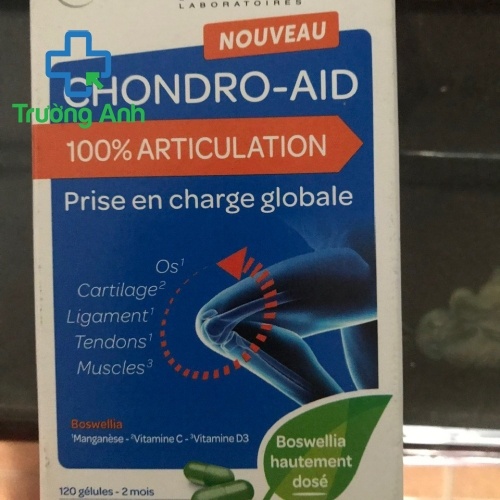 LABORATOIRES
NOUVEAU
CHONDRO-AID
Trường Anh
100% ARTICULATION
Prise en charge globale
Os¹
Cartilage²
Ligament¹
Tendons¹
Muscles³
Boswellia
¹Manganèse - ²Vitamine C - ³Vitamine D3
Boswellia
hautement
dosé
120 gélules - 2 mois